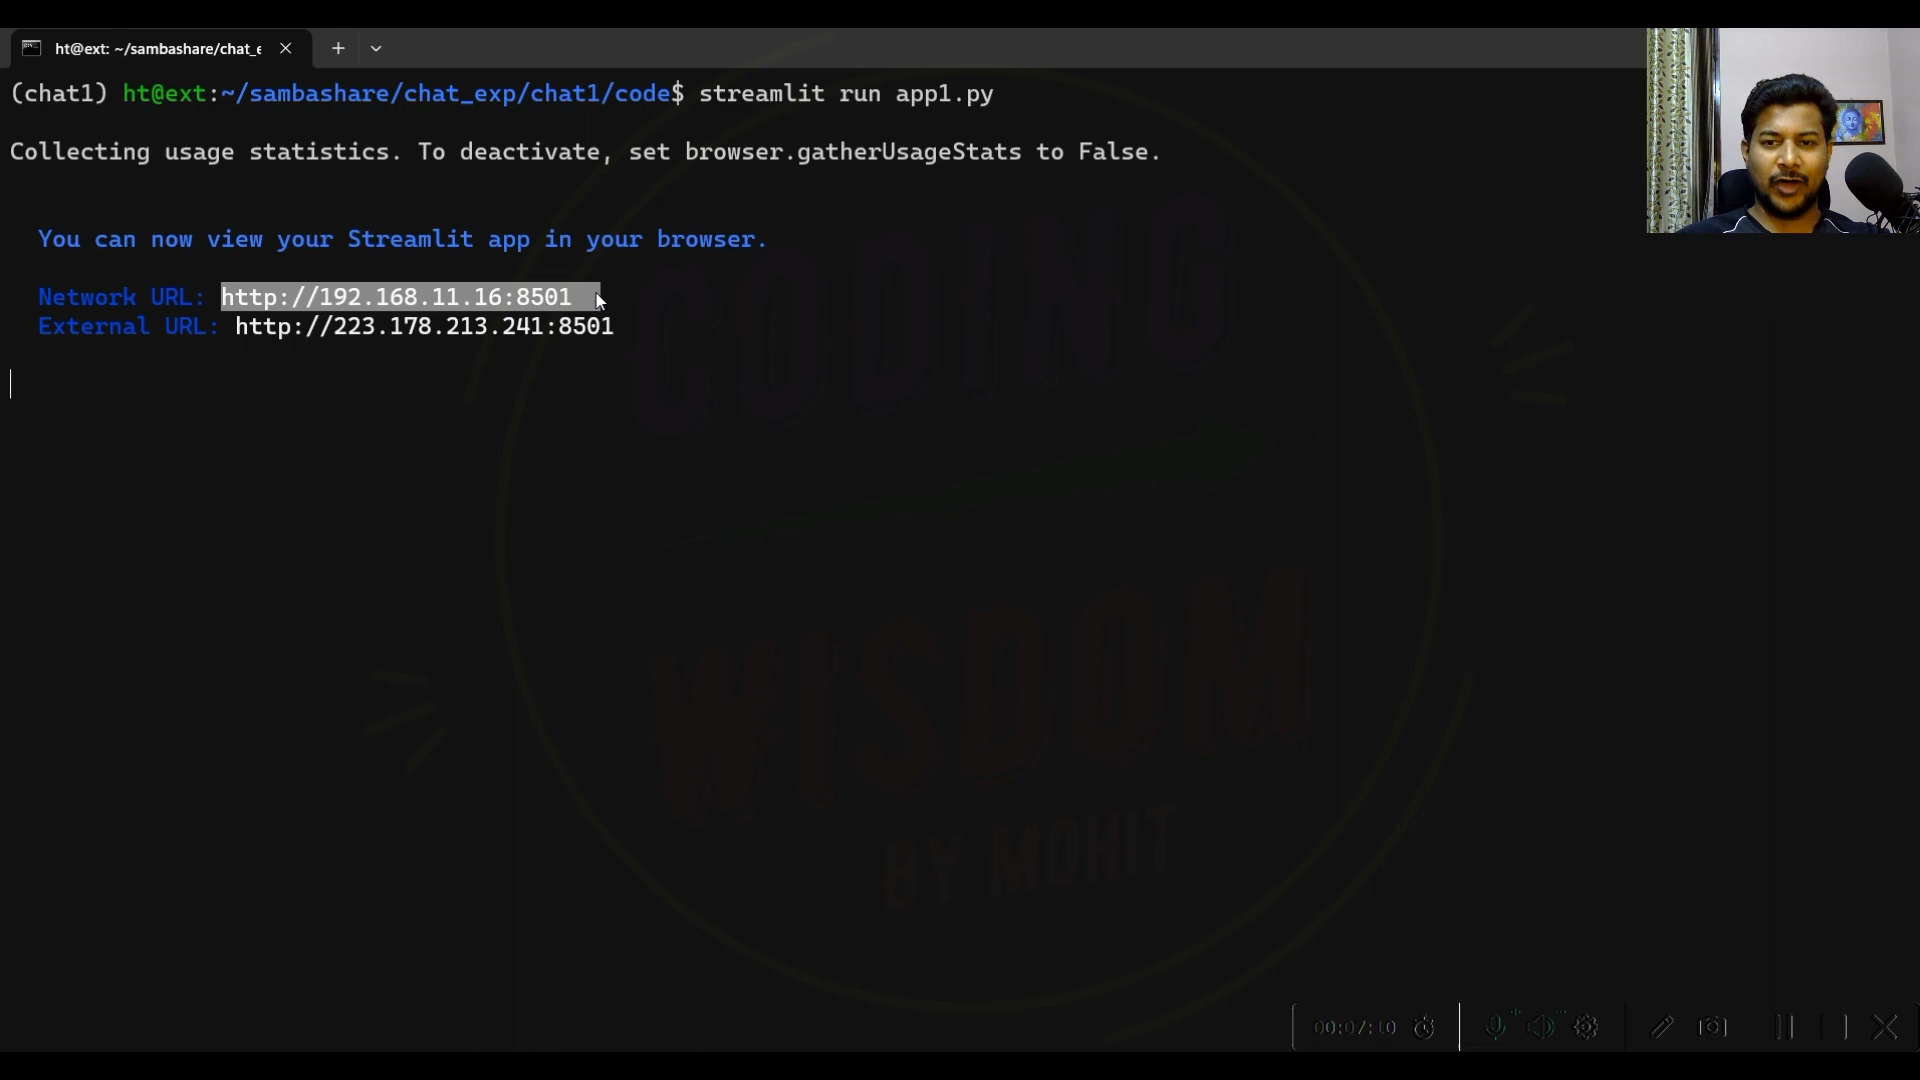 ht@ext: ~/sambashare/chat_e
(chat1) ht@ext:~/sambashare/chat_exp/chat1/code$ streamlit run app1.py
Collecting usage statistics. To deactivate, set browser.gatherUsageStats to False.
You can now view your Streamlit app in your browser.
Network URL: http://192.168.11.16:8501
External URL: http://223.178.213.241:8501
CODING
WISDOM
BY MOHIT
00:07:10